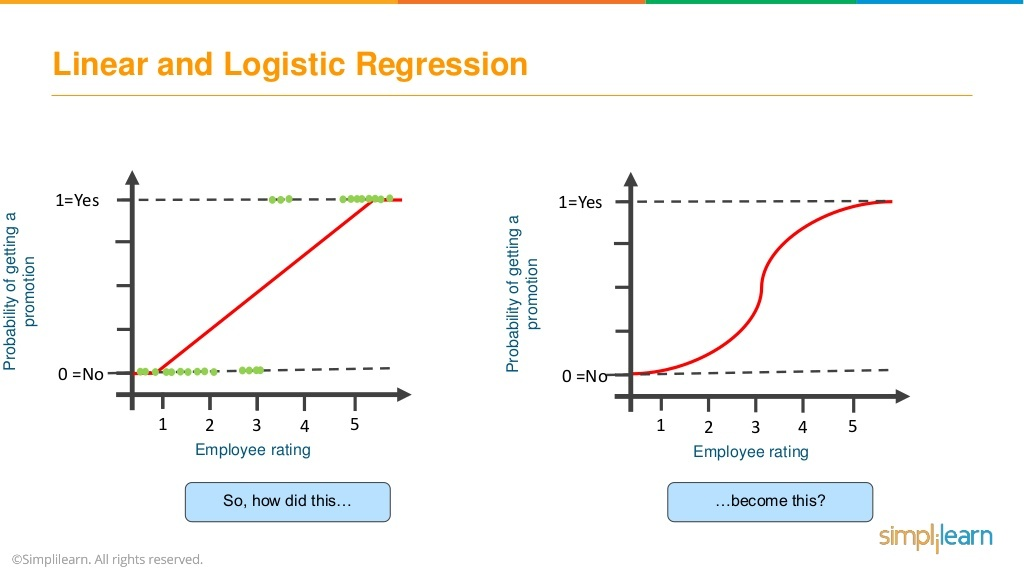 Linear and Logistic Regression
Probability of getting a
promotion
1=Yes
0 =No
1 2 3 4 5
Employee rating
So, how did this…
Probability of getting a
promotion
1=Yes
0 =No
1 2 3 4 5
Employee rating
…become this?
©Simplilearn. All rights reserved.
simplilearn